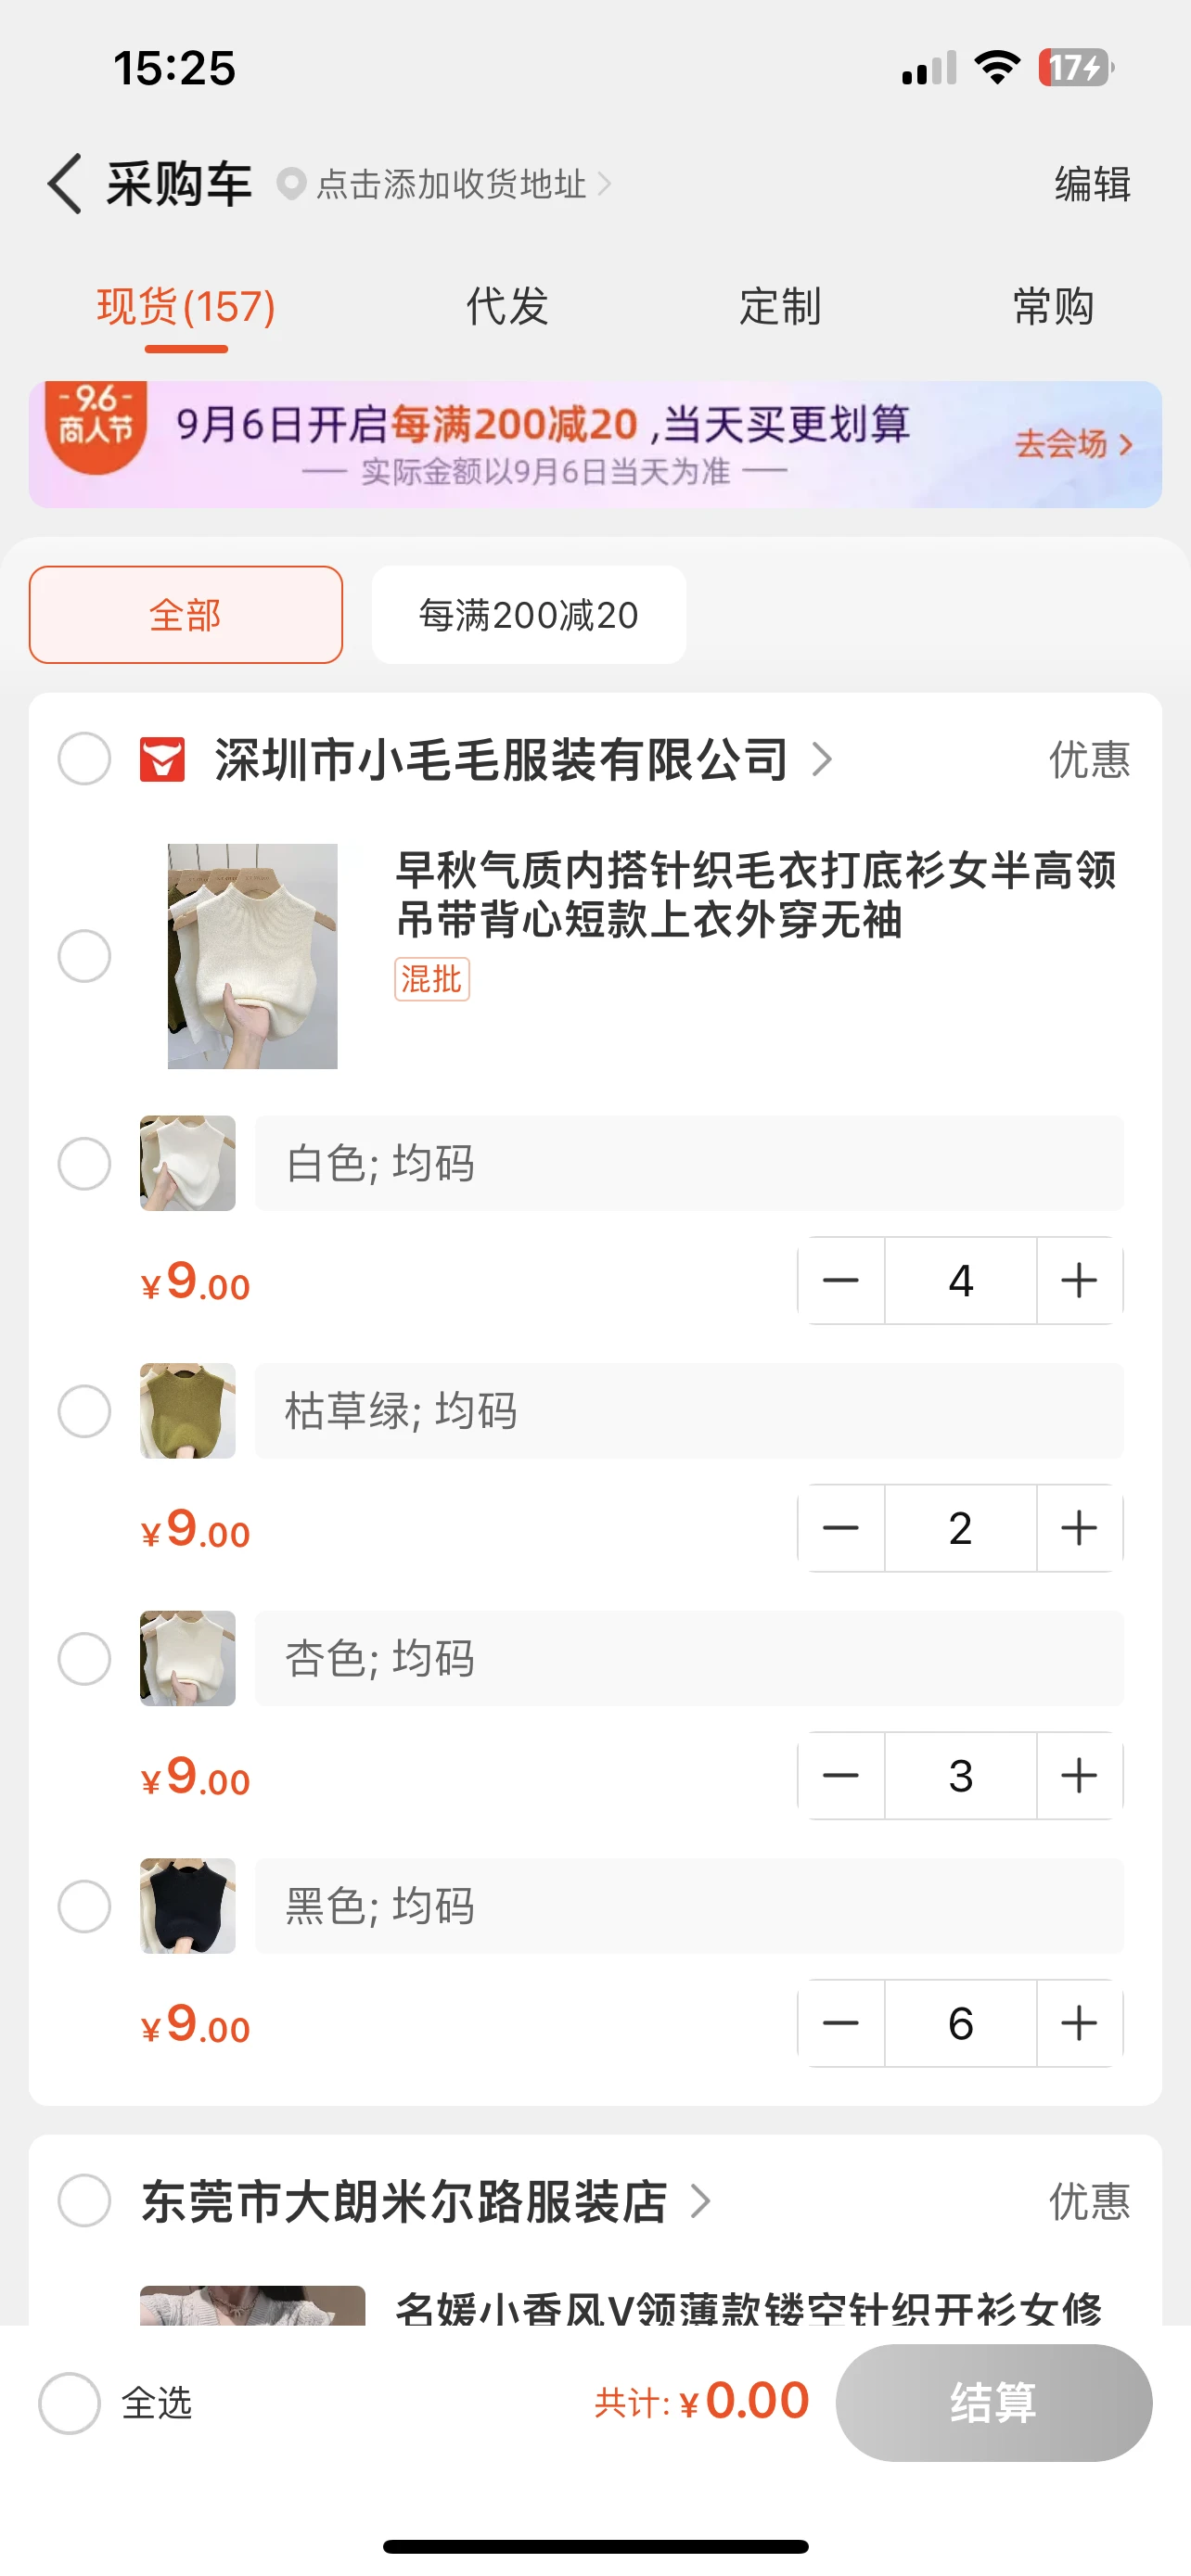 15:25
17
采购车 点击添加收货地址
编辑
现货(157) 代发 定制 常购
-9.6-
商人节
9月6日开启每满200减20,当天买更划算
实际金额以9月6日当天为准
去会场
全部 每满200减20
深圳市小毛毛服装有限公司 优惠
早秋气质内搭针织毛衣打底衫女半高领
吊带背心短款上衣外穿无袖
混批
白色; 均码
¥9.00 4
枯草绿; 均码
¥9.00 2
杏色; 均码
¥9.00 3
黑色; 均码
¥9.00 6
东莞市大朗米尔路服装店 优惠
名媛小香风V领薄款镂空针织开衫女修
全选 共计: ¥0.00 结算